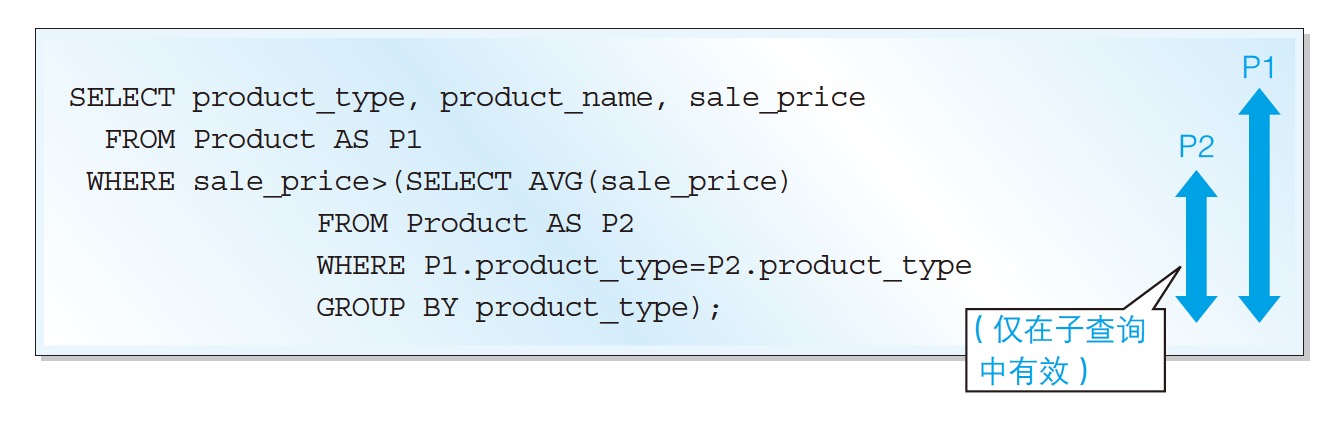 SELECT product_type, product_name, sale_price
FROM Product AS P1
WHERE sale_price>(SELECT AVG(sale_price)
FROM Product AS P2
WHERE P1.product_type=P2.product_type
GROUP BY product_type);
P1
P2
(仅在子查询
中有效)